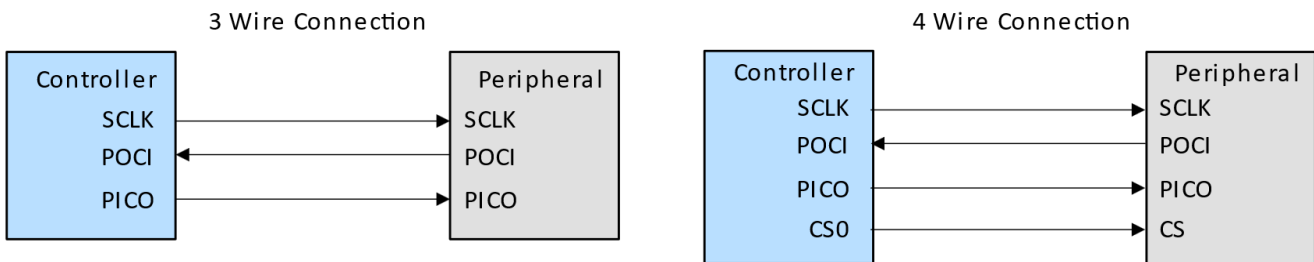 3 Wire Connection
Controller
SCLK
POCI
PICO
Peripheral
SCLK
POCI
PICO
4 Wire Connection
Controller
SCLK
POCI
PICO
CS0
Peripheral
SCLK
POCI
PICO
CS